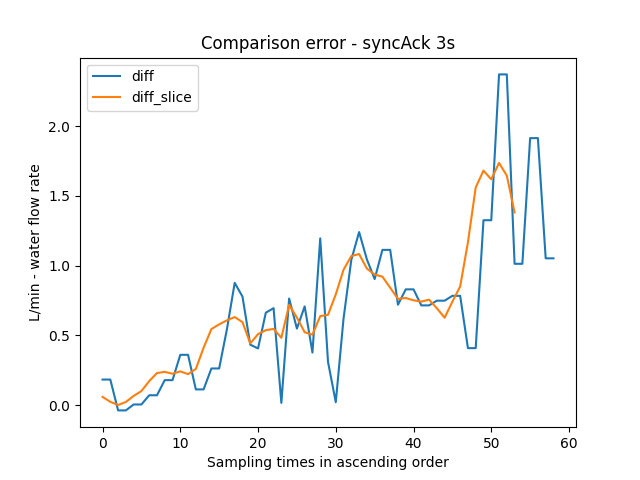 Comparison error - syncAck 3s
diff
diff_slice
L/min - water flow rate
2.0
1.5
1.0
0.5
0.0
0 10 20 30 40 50 60
Sampling times in ascending order